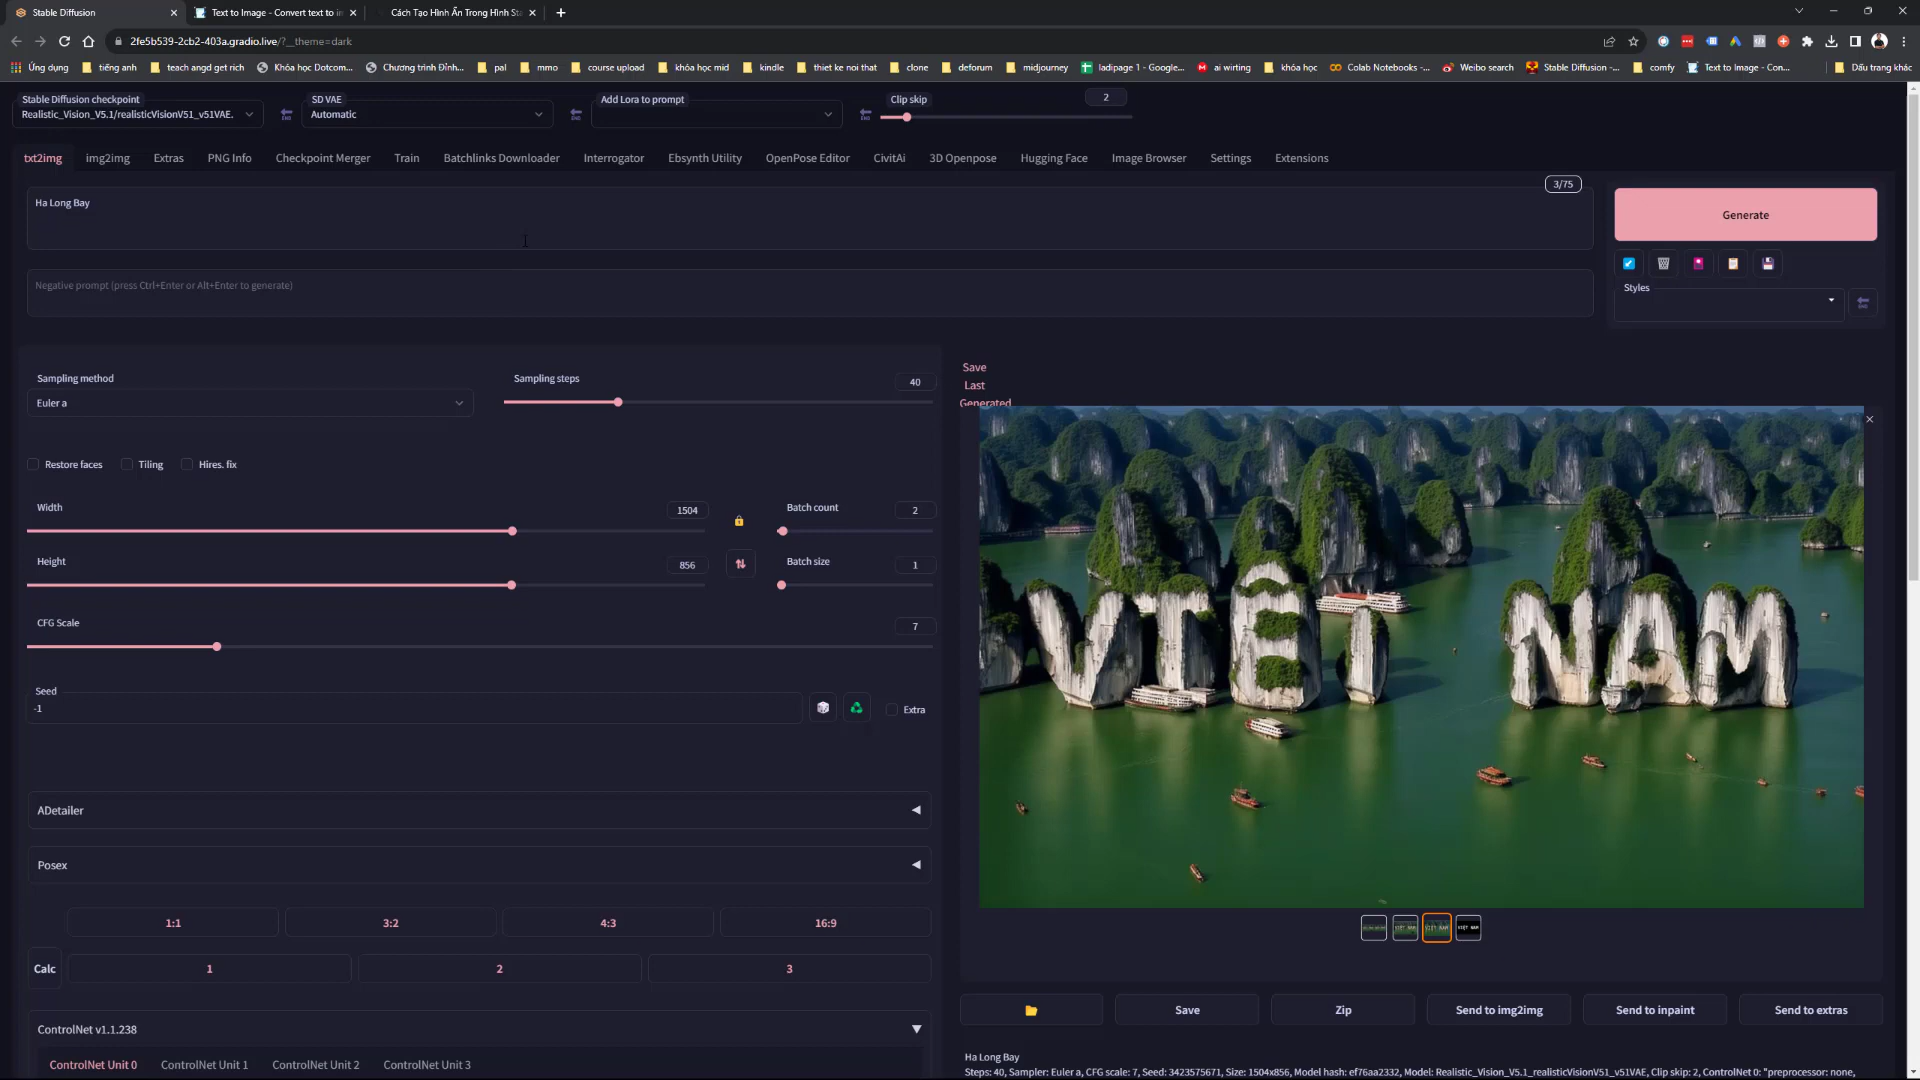 Stable Diffusion
Text to Image - Convert text to in
Cách Tạo Hình Ẩn Trong Hình Sta
2fe5b539-2cb2-403a.gradio.live/?__theme=dark
Ứng dụng
tiếng anh
teach angd get rich
Khóa học Dotcom...
Chương trình Đỉnh...
pal
mmo
course upload
khóa học mid
kindle
thiet ke noi that
clone
deforum
midjourney
ladipage 1 - Google...
ai wirting
khóa học
Colab Notebooks -...
Weibo search
Stable Diffusion -...
comfy
Text to Image - Con...
Dấu trang khác
Stable Diffusion checkpoint
Realistic_Vision_V5.1/realisticVisionV51_v51VAE.
SD VAE
Automatic
Add Lora to prompt
Clip skip
2
txt2img
img2img
Extras
PNG Info
Checkpoint Merger
Train
Batchlinks Downloader
Interrogator
Ebsynth Utility
OpenPose Editor
CivitAi
3D Openpose
Hugging Face
Image Browser
Settings
Extensions
3/75
Ha Long Bay
Generate
Negative prompt (press Ctrl+Enter or Alt+Enter to generate)
Styles
Sampling method
Euler a
Sampling steps
40
Save
Last
Generated
Restore faces
Tiling
Hires. fix
Width
1504
Batch count
2
Height
856
Batch size
1
CFG Scale
7
Seed
-1
Extra
VIỆT NAM
ADetailer
Posex
1:1
3:2
4:3
16:9
Calc
1
2
3
ControlNet v1.1.238
ControlNet Unit 0
ControlNet Unit 1
ControlNet Unit 2
ControlNet Unit 3
VIỆT NAM
VIỆT NAM
VIỆT NAM
Save
Zip
Send to img2img
Send to inpaint
Send to extras
Ha Long Bay
Steps: 40, Sampler: Euler a, CFG scale: 7, Seed: 3423575671, Size: 1504x856, Model hash: ef76aa2332, Model: Realistic_Vision_V5.1_realisticVisionV51_v51VAE, Clip skip: 2, ControlNet 0: "preprocessor: none,